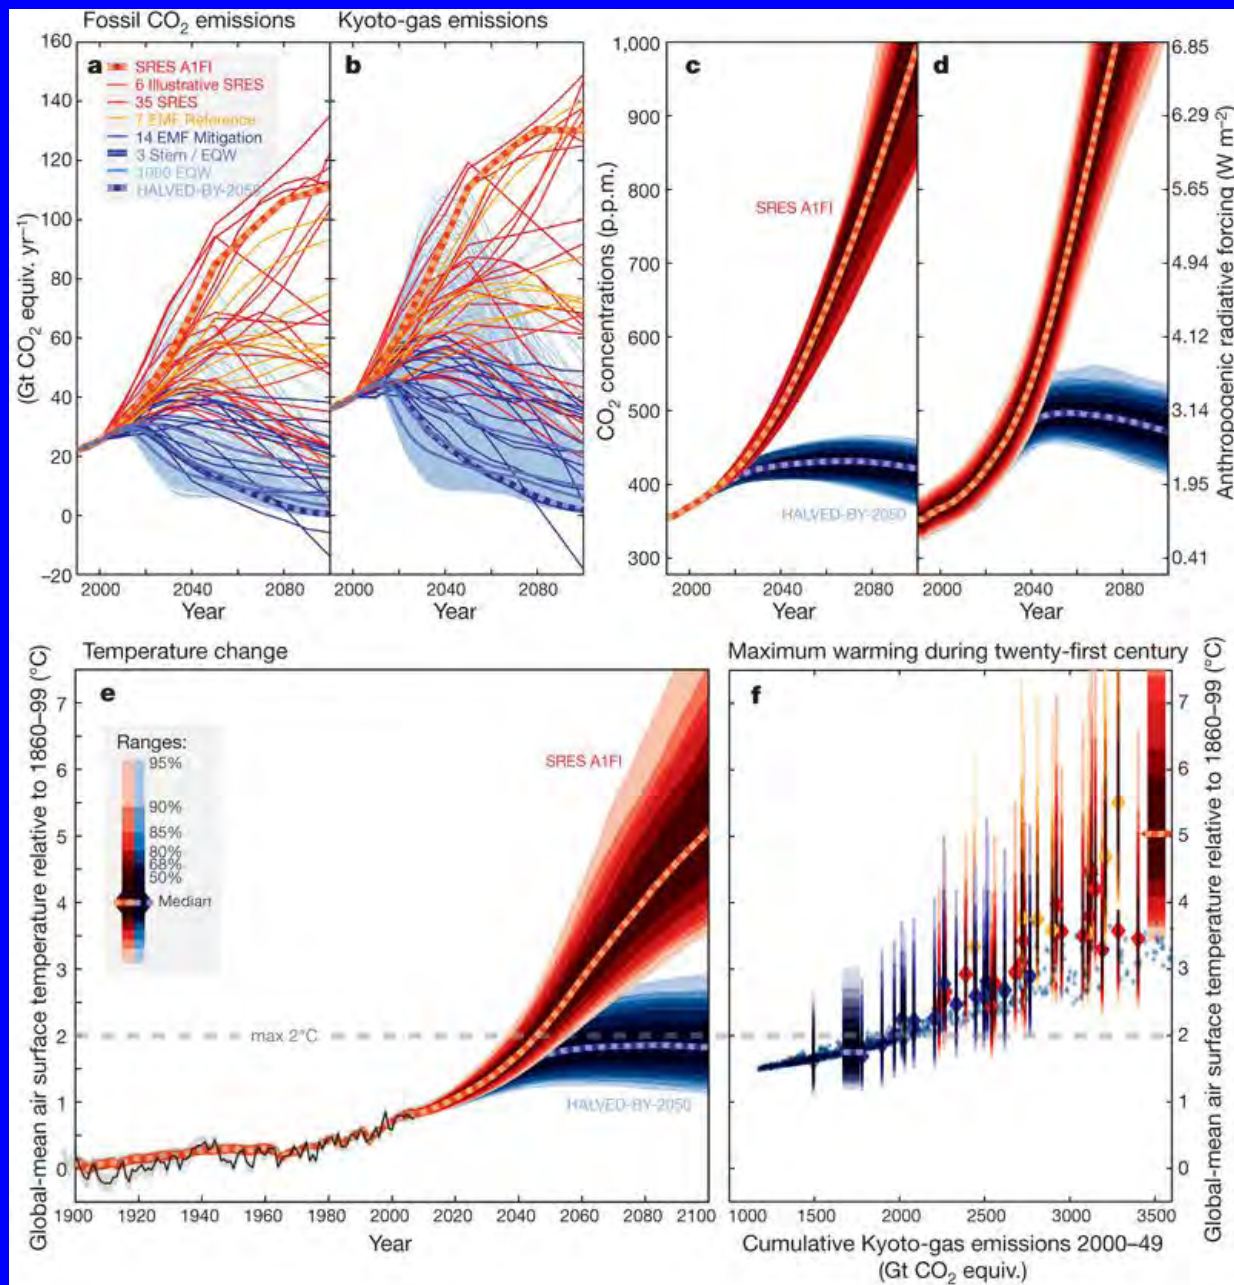 Fossil CO₂ emissions
Kyoto-gas emissions
a
b
c
d
SRES A1FI
6 Illustrative SRES
35 SRES
7 EMF Reference
14 EMF Mitigation
3 Stern / EQW
1000 EQW
HALVED-BY-2050
(Gt CO₂ equiv. yr⁻¹)
160
140
120
100
80
60
40
20
0
−20
2000 2040 2080
Year
2000 2040 2080
Year
CO₂ concentrations (p.p.m.)
1,000
900
800
700
600
500
400
300
SRES A1FI
HALVED-BY-2050
2000 2040 2080
Year
2000 2040 2080
Year
6.85
6.29
5.65
4.94
4.12
3.14
1.95
0.41
Anthropogenic radiative forcing (W m⁻²)
Temperature change
e
Global-mean air surface temperature relative to 1860–99 (°C)
7
6
5
4
3
2
1
0
Ranges:
95%
90%
85%
80%
68%
50%
Median
SRES A1FI
max 2°C
HALVED-BY-2050
1900 1920 1940 1960 1980 2000 2020 2040 2060 2080 2100
Year
Maximum warming during twenty-first century
f
7
6
5
4
3
2
1
0
Global-mean air surface temperature relative to 1860–99 (°C)
1000 1500 2000 2500 3000 3500
Cumulative Kyoto-gas emissions 2000–49
(Gt CO₂ equiv.)